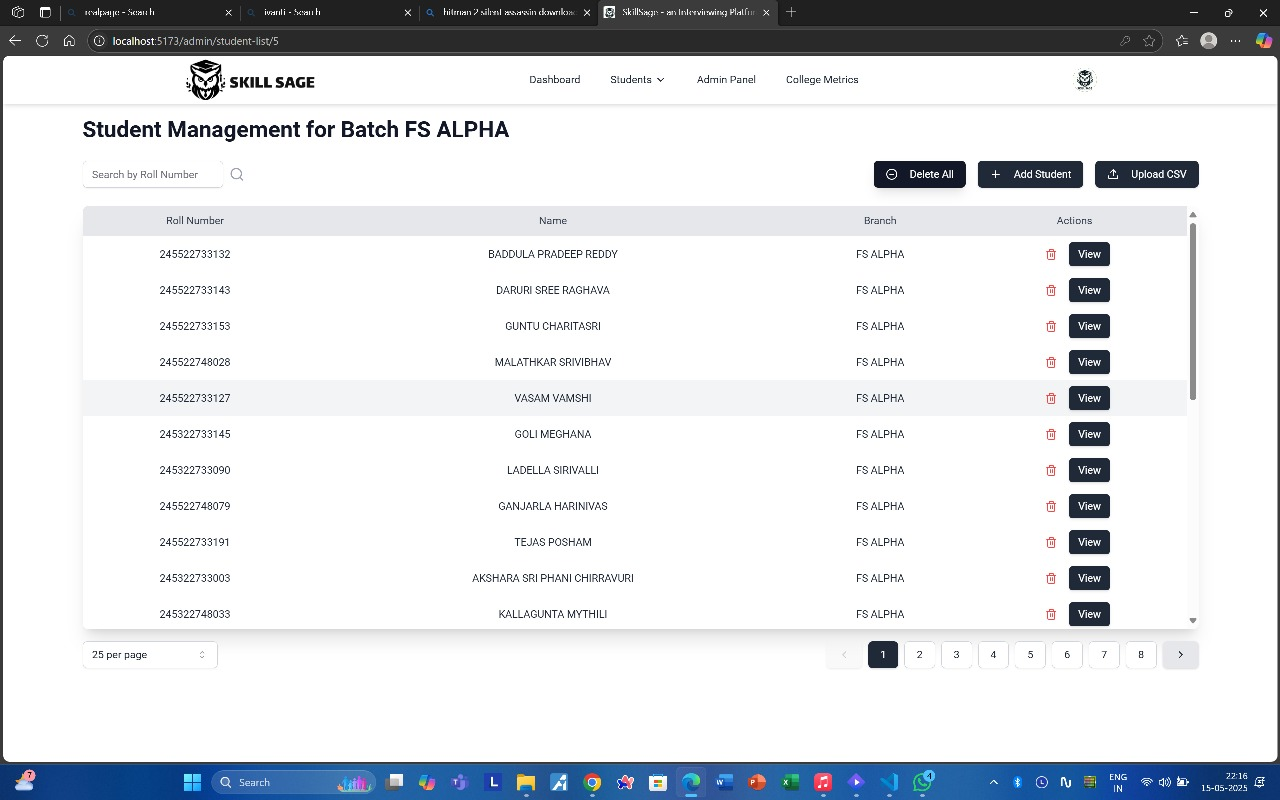 realpage - Search
ivanti - Search
hitman 2 silent assassin downloa
SkillSage - an Interviewing Platfo
localhost:5173/admin/student-list/5
SKILL SAGE
Dashboard Students Admin Panel College Metrics
Student Management for Batch FS ALPHA
Search by Roll Number
Delete All
Add Student
Upload CSV
Roll Number Name Branch Actions
245522733132 BADDULA PRADEEP REDDY FS ALPHA View
245522733143 DARURI SREE RAGHAVA FS ALPHA View
245522733153 GUNTU CHARITASRI FS ALPHA View
245522748028 MALATHKAR SRIVIBHAV FS ALPHA View
245522733127 VASAM VAMSHI FS ALPHA View
245322733145 GOLI MEGHANA FS ALPHA View
245322733090 LADELLA SIRIVALLI FS ALPHA View
245522748079 GANJARLA HARINIVAS FS ALPHA View
245522733191 TEJAS POSHAM FS ALPHA View
245322733003 AKSHARA SRI PHANI CHIRRAVURI FS ALPHA View
245322748033 KALLAGUNTA MYTHILI FS ALPHA View
25 per page
1 2 3 4 5 6 7 8
7
Search
4
ENG
IN
22:16
15-05-2025